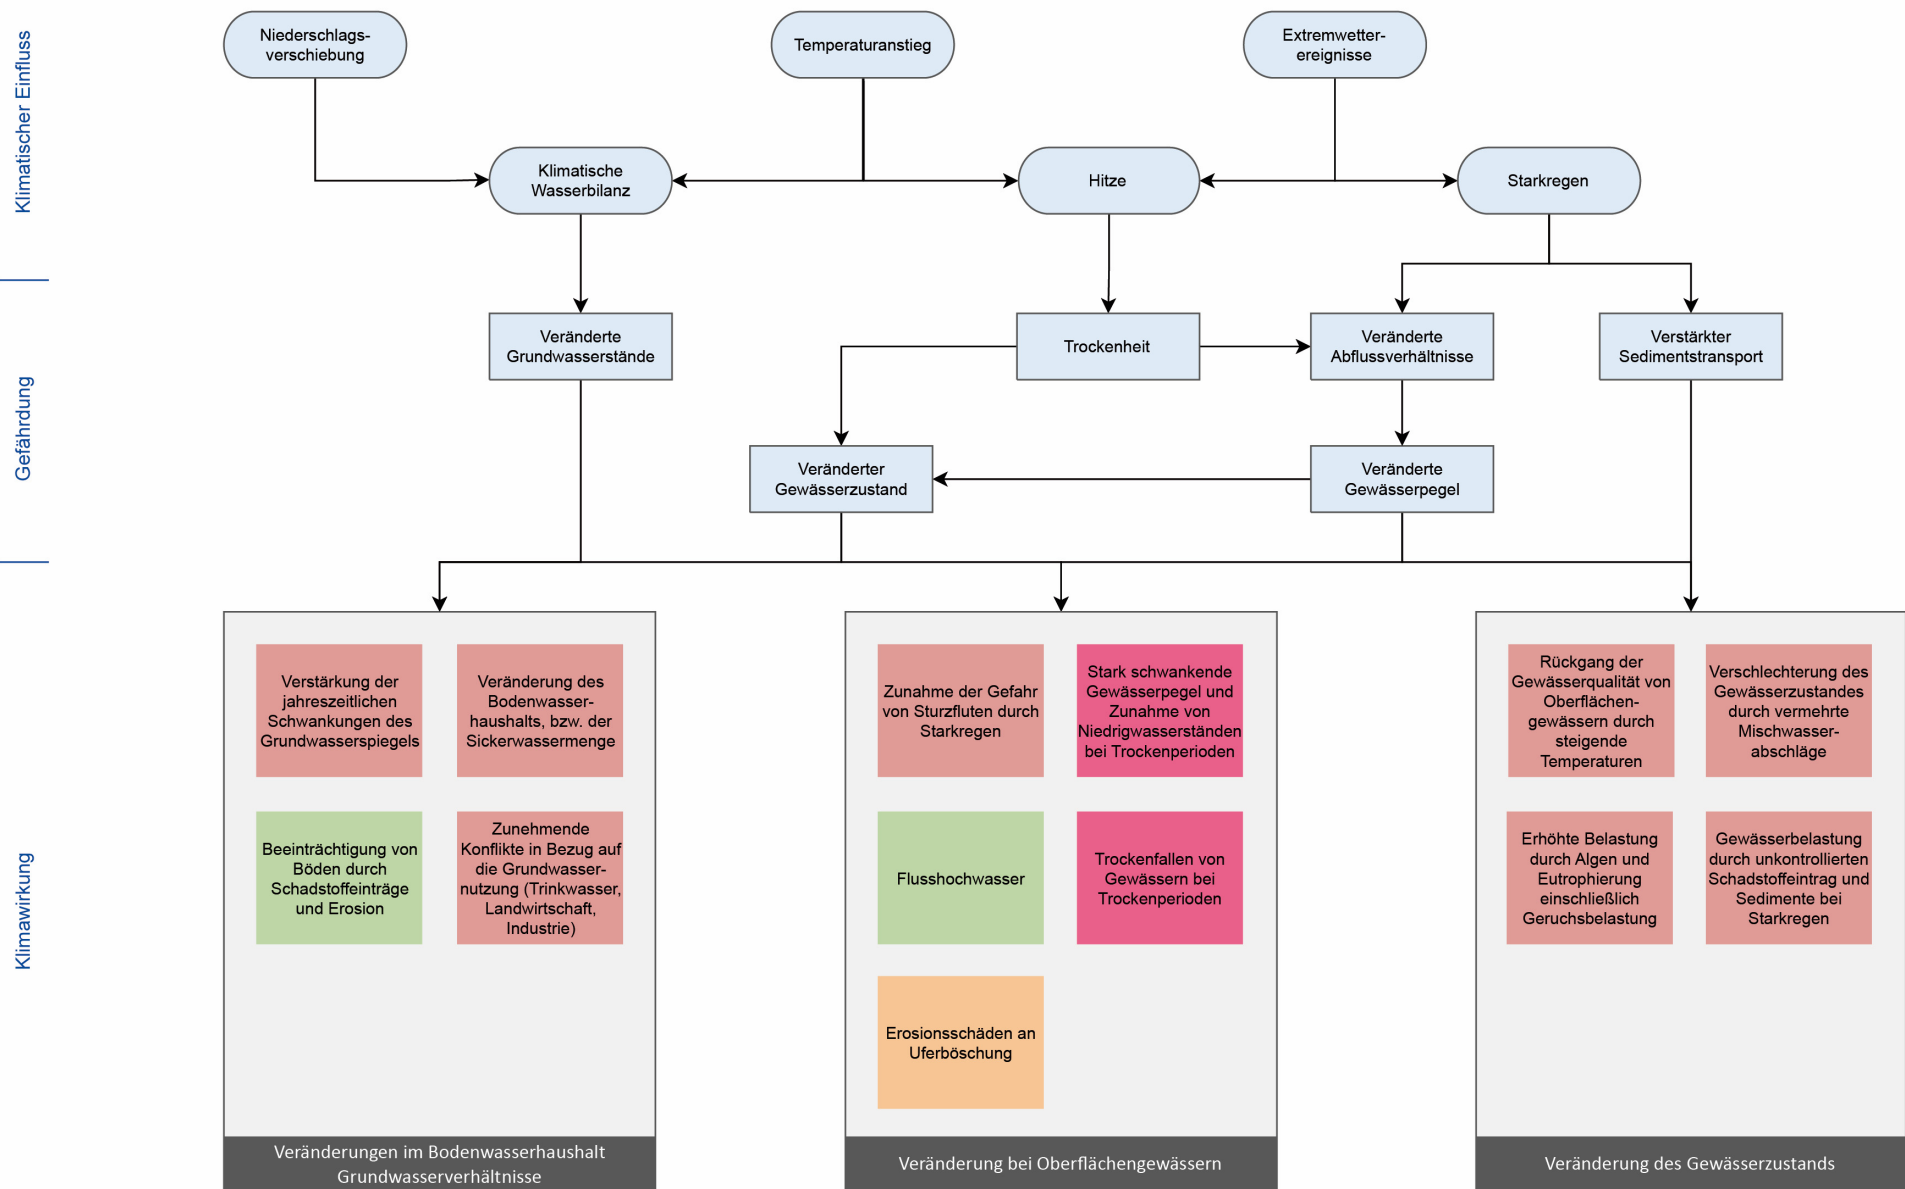 Klimatischer Einfluss
Niederschlags-
verschiebung
Temperaturanstieg
Extremwetter-
ereignisse
Klimatische
Wasserbilanz
Hitze
Starkregen
Gefährdung
Veränderte
Grundwasserstände
Trockenheit
Veränderte
Abflussverhältnisse
Verstärkter
Sedimentstransport
Veränderter
Gewässerzustand
Veränderte
Gewässerpegel
Klimawirkung
Verstärkung der
jahreszeitlichen
Schwankungen des
Grundwasserspiegels
Veränderung des
Bodenwasser-
haushalts, bzw. der
Sickerwassermenge
Beeinträchtigung von
Böden durch
Schadstoffeinträge
und Erosion
Zunehmende
Konflikte in Bezug auf
die Grundwasser-
nutzung (Trinkwasser,
Landwirtschaft,
Industrie)
Veränderungen im Bodenwasserhaushalt
Grundwasserverhältnisse
Zunahme der Gefahr
von Sturzfluten durch
Starkregen
Stark schwankende
Gewässerpegel und
Zunahme von
Niedrigwasserständen
bei Trockenperioden
Flusshochwasser
Trockenfallen von
Gewässern bei
Trockenperioden
Erosionsschäden an
Uferböschung
Veränderung bei Oberflächengewässern
Rückgang der
Gewässerqualität von
Oberflächen-
gewässern durch
steigende
Temperaturen
Verschlechterung des
Gewässerzustandes
durch vermehrte
Mischwasser-
abschläge
Erhöhte Belastung
durch Algen und
Eutrophierung
einschließlich
Geruchsbelastung
Gewässerbelastung
durch unkontrollierten
Schadstoffeintrag und
Sedimente bei
Starkregen
Veränderung des Gewässerzustands